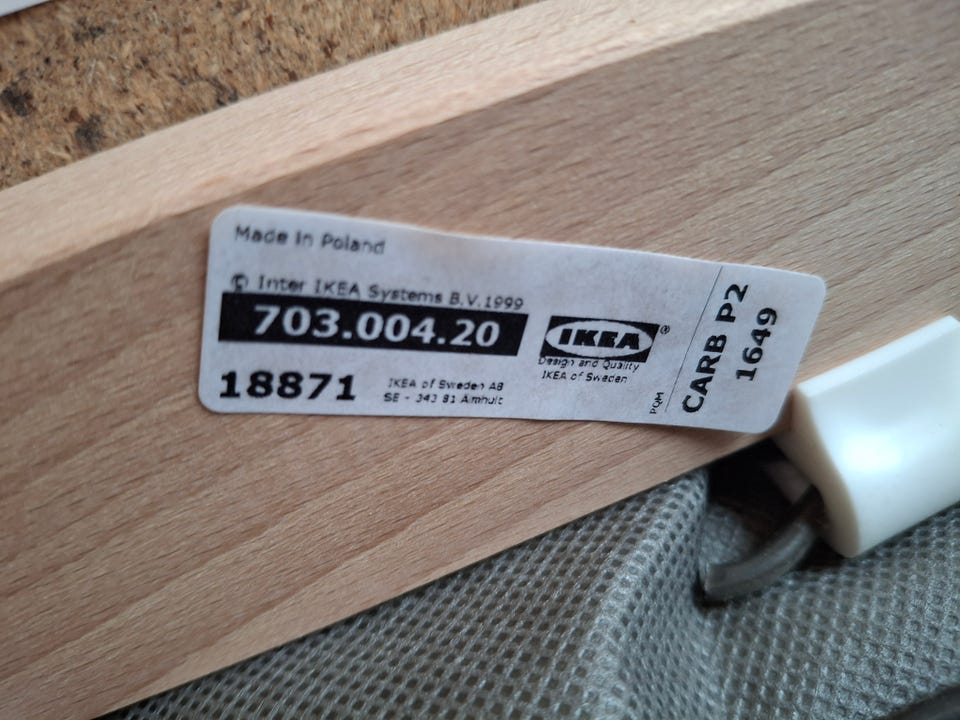 Made in Poland
© Inter IKEA Systems B.V. 1999
703.004.20
18871
IKEA of Sweden AB
SE - 343 81 Älmhult
IKEA®
Design and Quality
IKEA of Sweden
PQM
CARB P2
1649